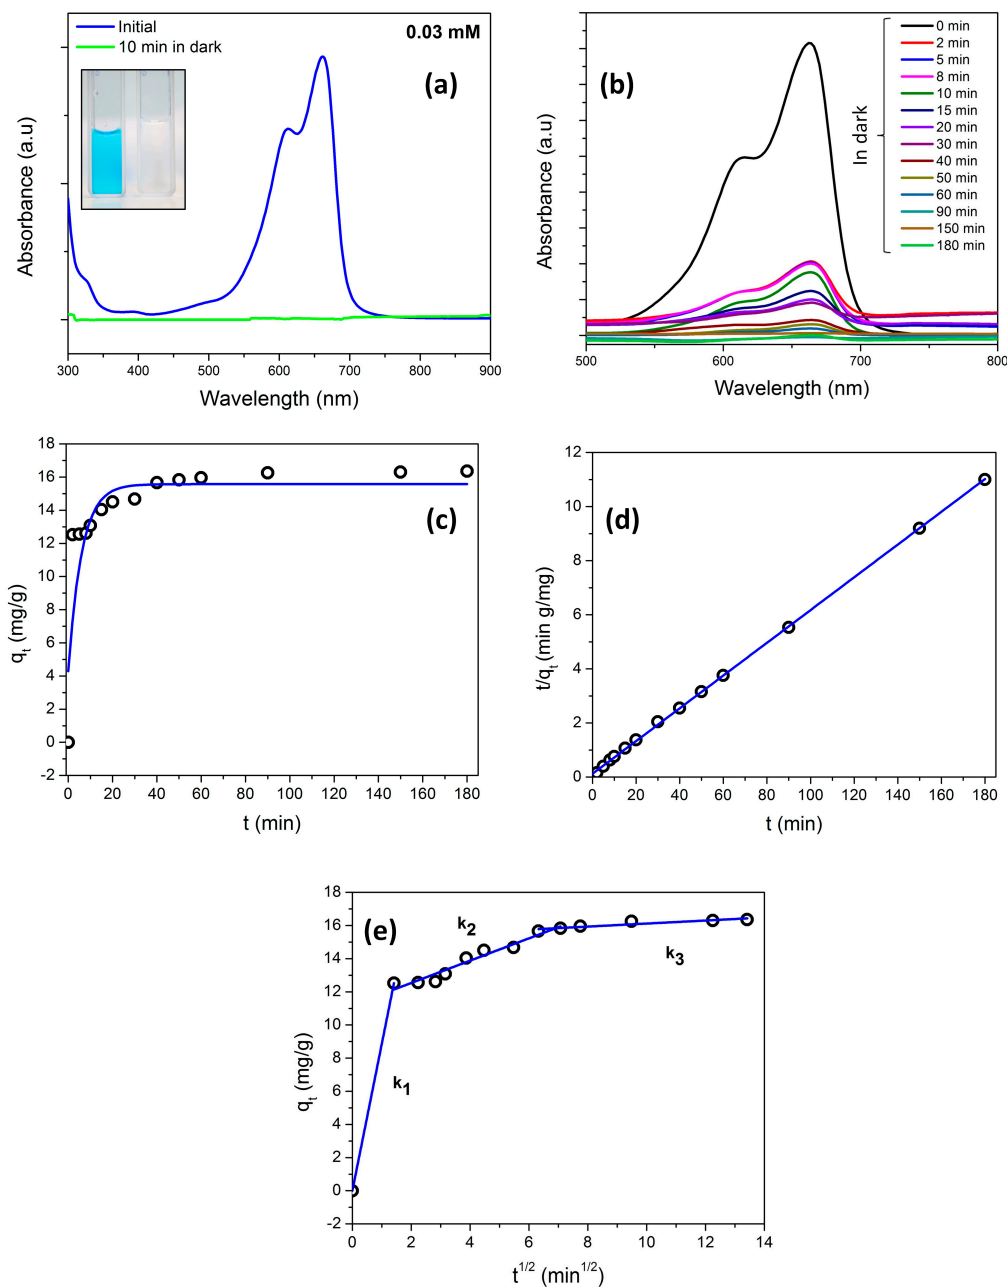 Initial
10 min in dark
0.03 mM
(a)
Absorbance (a.u)
300 400 500 600 700 800 900
Wavelength (nm)
(b)
Absorbance (a.u)
In dark
0 min
2 min
5 min
8 min
10 min
15 min
20 min
30 min
40 min
50 min
60 min
90 min
150 min
180 min
500 600 700 800
Wavelength (nm)
(c)
qt (mg/g)
18
16
14
12
10
8
6
4
2
0
-2
0 20 40 60 80 100 120 140 160 180
t (min)
(d)
t/qt (min g/mg)
12
10
8
6
4
2
0
0 20 40 60 80 100 120 140 160 180
t (min)
(e)
qt (mg/g)
18
16
14
12
10
8
6
4
2
0
-2
k1
k2
k3
0 2 4 6 8 10 12 14
t1/2 (min1/2)